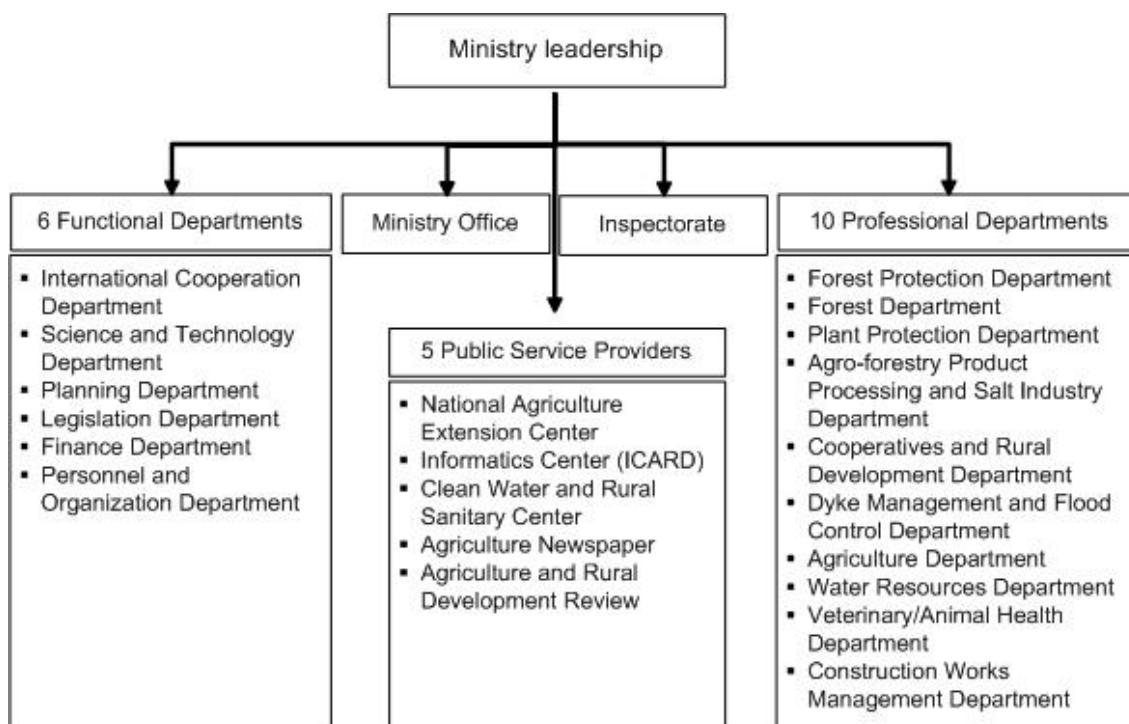 Ministry leadership
6 Functional Departments
▪ International Cooperation
Department
▪ Science and Technology
Department
▪ Planning Department
▪ Legislation Department
▪ Finance Department
▪ Personnel and
Organization Department
Ministry Office
Inspectorate
5 Public Service Providers
▪ National Agriculture
Extension Center
▪ Informatics Center (ICARD)
▪ Clean Water and Rural
Sanitary Center
▪ Agriculture Newspaper
▪ Agriculture and Rural
Development Review
10 Professional Departments
▪ Forest Protection Department
▪ Forest Department
▪ Plant Protection Department
▪ Agro-forestry Product
Processing and Salt Industry
Department
▪ Cooperatives and Rural
Development Department
▪ Dyke Management and Flood
Control Department
▪ Agriculture Department
▪ Water Resources Department
▪ Veterinary/Animal Health
Department
▪ Construction Works
Management Department